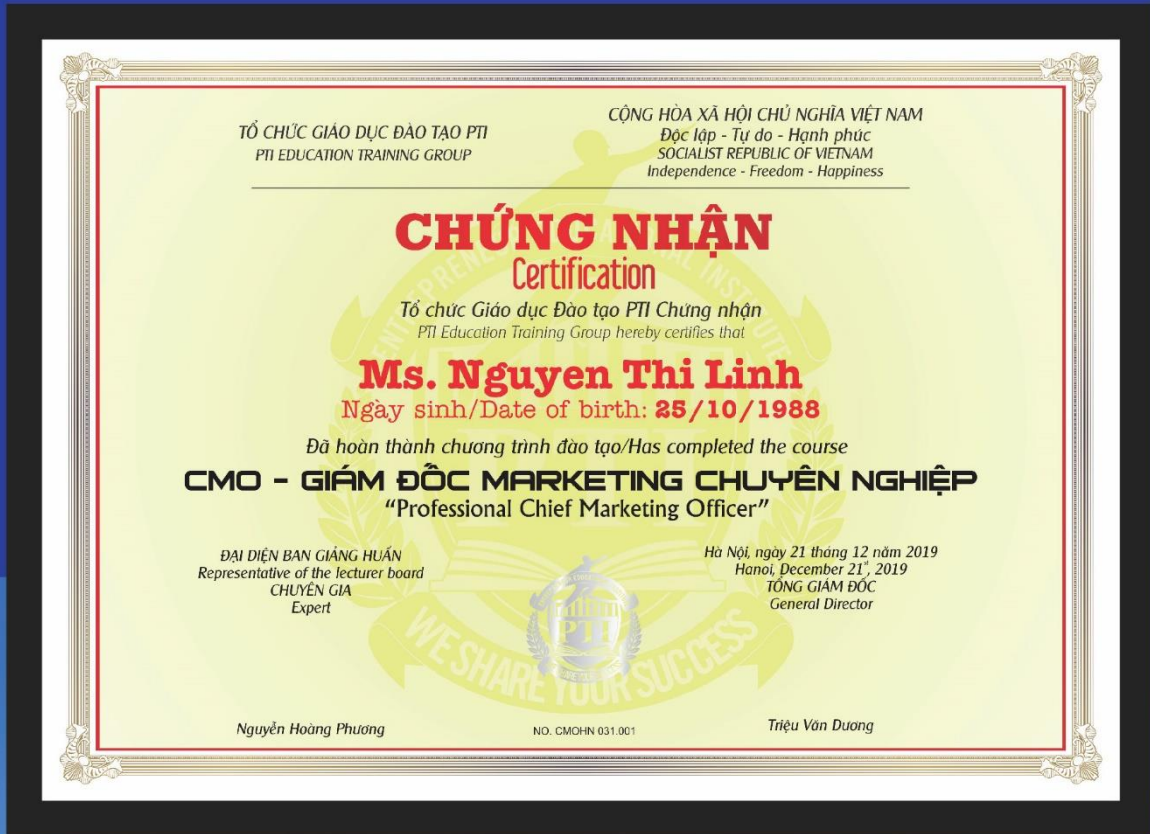 TỔ CHỨC GIÁO DỤC ĐÀO TẠO PTI
PTI EDUCATION TRAINING GROUP
CỘNG HÒA XÃ HỘI CHỦ NGHĨA VIỆT NAM
Độc lập - Tự do - Hạnh phúc
SOCIALIST REPUBLIC OF VIETNAM
Independence - Freedom - Happiness
CHỨNG NHẬN
Certification
Tổ chức Giáo dục Đào tạo PTI Chứng nhận
PTI Education Training Group hereby certifies that
Ms. Nguyen Thi Linh
Ngày sinh/Date of birth: 25/10/1988
Đã hoàn thành chương trình đào tạo/Has completed the course
CMO - GIÁM ĐỐC MARKETING CHUYÊN NGHIỆP
“Professional Chief Marketing Officer”
ĐẠI DIỆN BAN GIẢNG HUẤN
Representative of the lecturer board
CHUYÊN GIA
Expert
Hà Nội, ngày 21 tháng 12 năm 2019
Hanoi, December 21st, 2019
TỔNG GIÁM ĐỐC
General Director
PTI
WE SHARE YOUR SUCCESS
Nguyễn Hoàng Phương
NO. CMOHN 031.001
Triệu Văn Dương